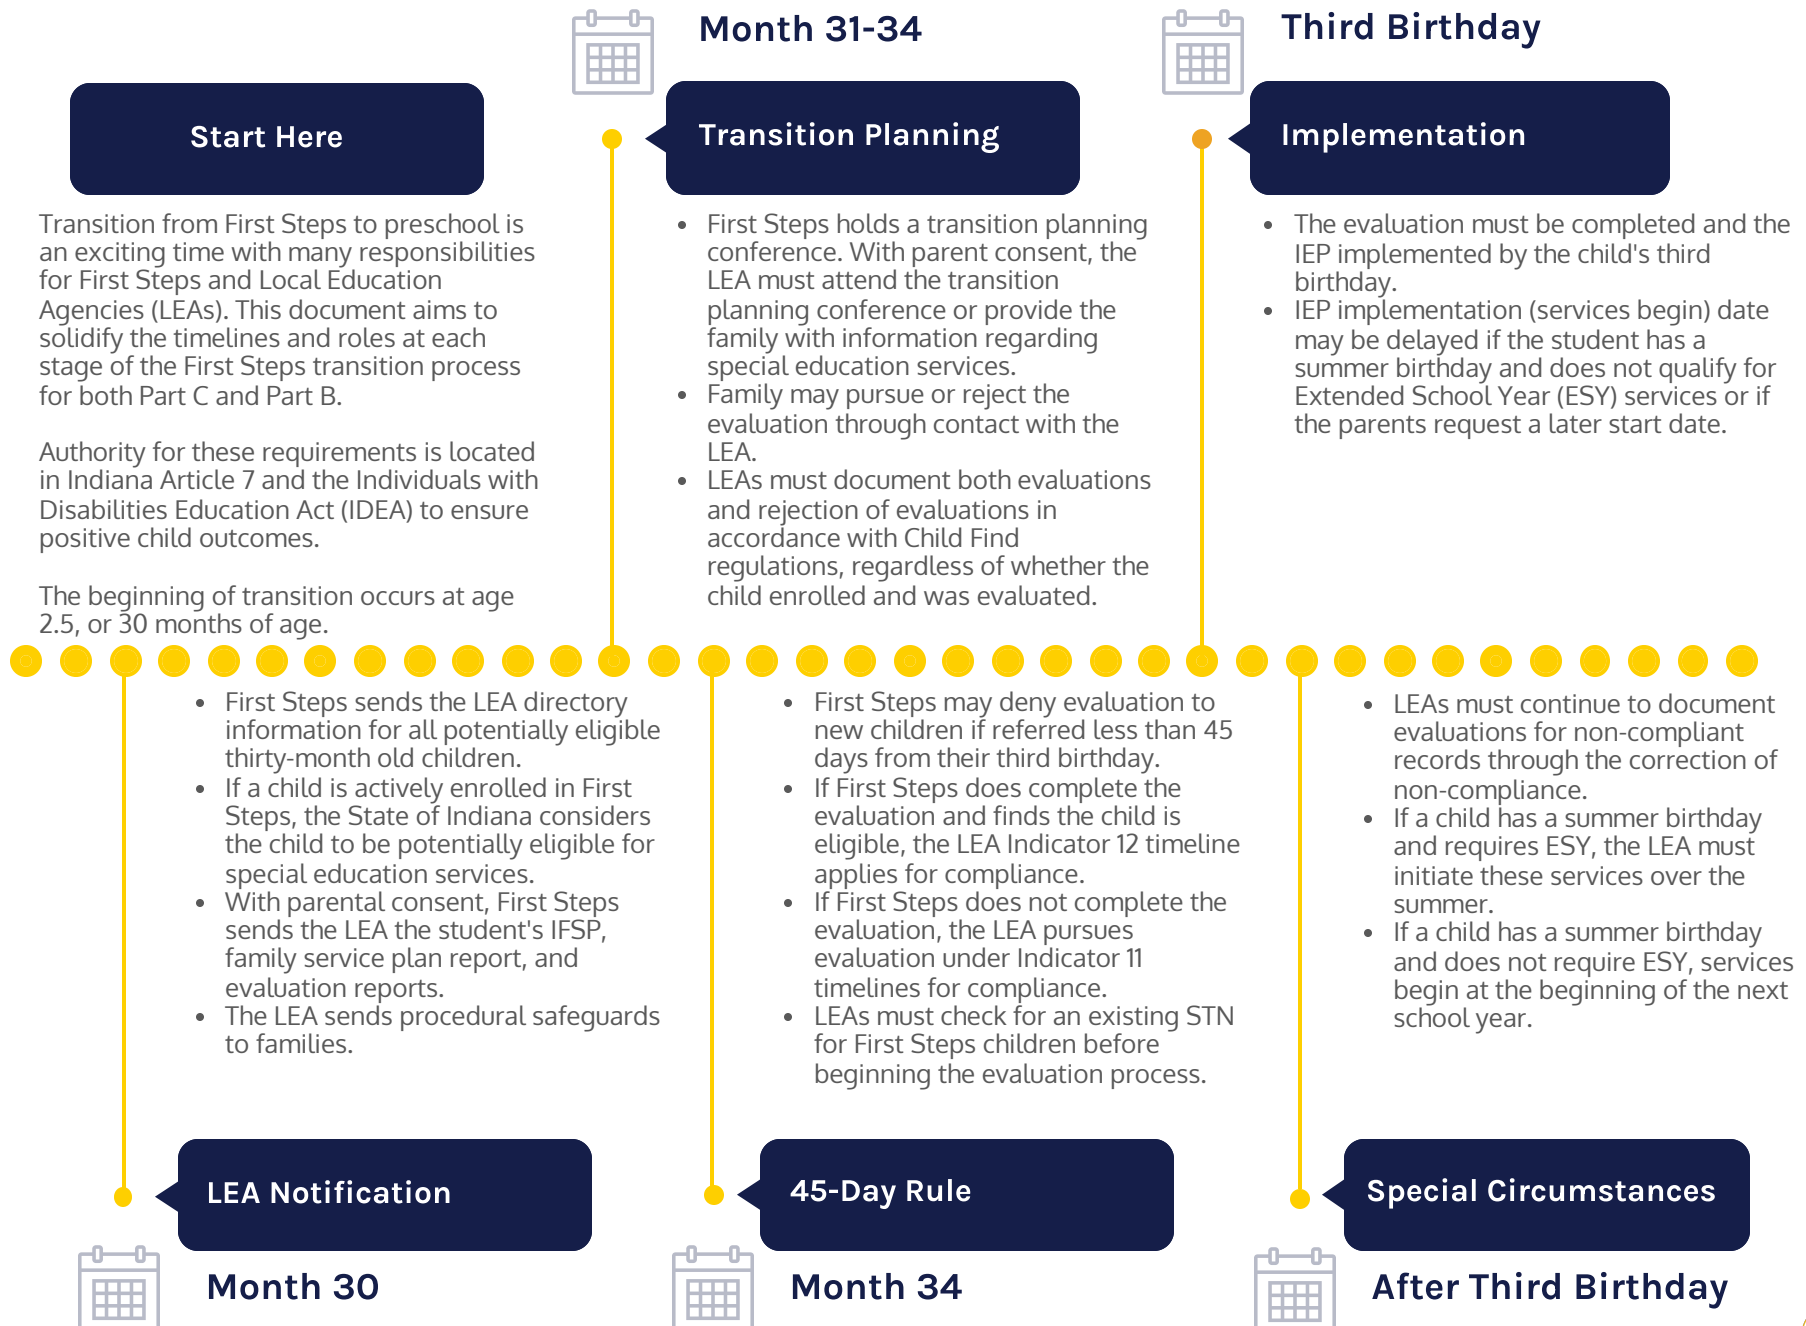 Start Here
Transition from First Steps to preschool is
an exciting time with many responsibilities
for First Steps and Local Education
Agencies (LEAs). This document aims to
solidify the timelines and roles at each
stage of the First Steps transition process
for both Part C and Part B.
Authority for these requirements is located
in Indiana Article 7 and the Individuals with
Disabilities Education Act (IDEA) to ensure
positive child outcomes.
The beginning of transition occurs at age
2.5, or 30 months of age.
• First Steps sends the LEA directory
information for all potentially eligible
thirty-month old children.
• If a child is actively enrolled in First
Steps, the State of Indiana considers
the child to be potentially eligible for
special education services.
• With parental consent, First Steps
sends the LEA the student's IFSP,
family service plan report, and
evaluation reports.
• The LEA sends procedural safeguards
to families.
LEA Notification
Month 30
Month 31-34
Transition Planning
• First Steps holds a transition planning
conference. With parent consent, the
LEA must attend the transition
planning conference or provide the
family with information regarding
special education services.
• Family may pursue or reject the
evaluation through contact with the
LEA.
• LEAs must document both evaluations
and rejection of evaluations in
accordance with Child Find
regulations, regardless of whether the
child enrolled and was evaluated.
• First Steps may deny evaluation to
new children if referred less than 45
days from their third birthday.
• If First Steps does complete the
evaluation and finds the child is
eligible, the LEA Indicator 12 timeline
applies for compliance.
• If First Steps does not complete the
evaluation, the LEA pursues
evaluation under Indicator 11
timelines for compliance.
• LEAs must check for an existing STN
for First Steps children before
beginning the evaluation process.
45-Day Rule
Month 34
Third Birthday
Implementation
• The evaluation must be completed and the
IEP implemented by the child's third
birthday.
• IEP implementation (services begin) date
may be delayed if the student has a
summer birthday and does not qualify for
Extended School Year (ESY) services or if
the parents request a later start date.
• LEAs must continue to document
evaluations for non-compliant
records through the correction of
non-compliance.
• If a child has a summer birthday
and requires ESY, the LEA must
initiate these services over the
summer.
• If a child has a summer birthday
and does not require ESY, services
begin at the beginning of the next
school year.
Special Circumstances
After Third Birthday